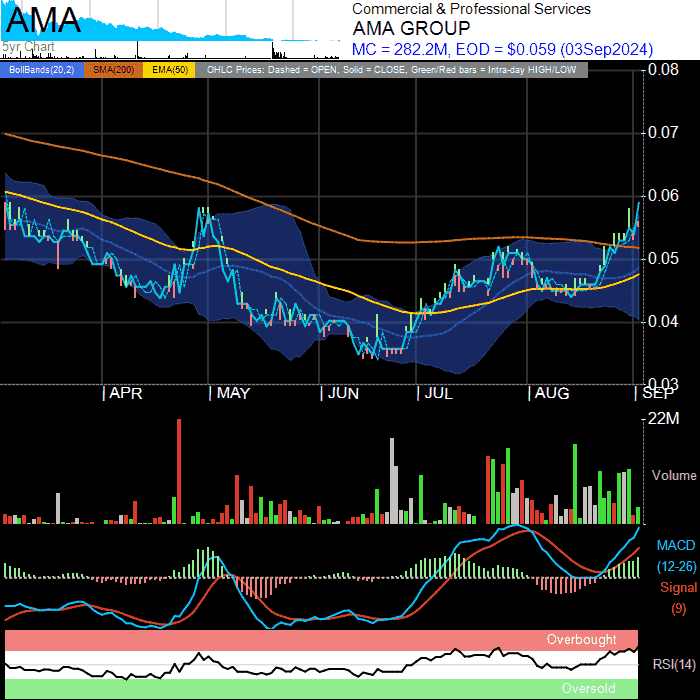 AMA
5yr Chart
Commercial & Professional Services
AMA GROUP
MC = 282.2M, EOD = $0.059 (03Sep2024)
BollBands(20,2) SMA(200) EMA(50) OHLC Prices: Dashed = OPEN, Solid = CLOSE, Green/Red bars = Intra-day HIGH/LOW
0.08
0.07
0.06
0.05
0.04
0.03
APR MAY JUN JUL AUG SEP
22M
Volume
MACD
(12-26)
Signal
(9)
Overbought
RSI(14)
Oversold